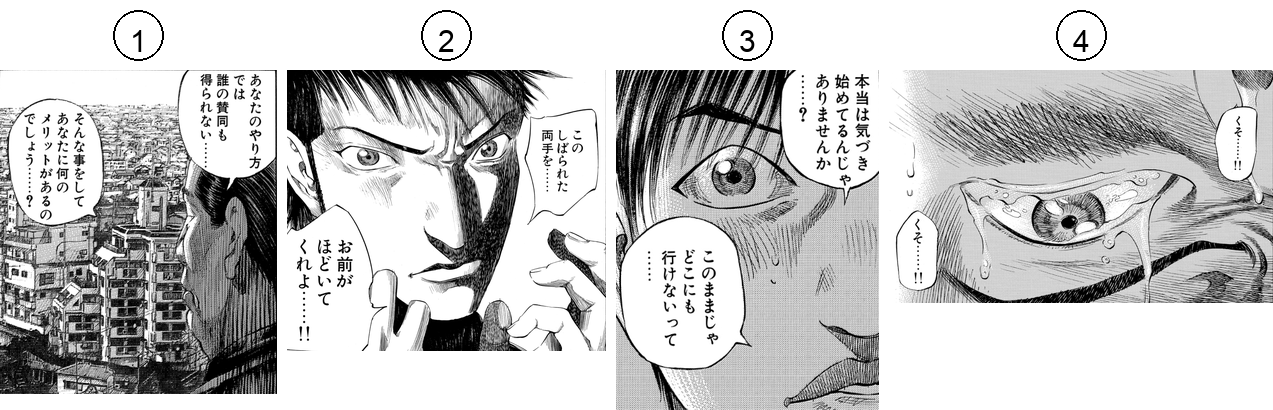 1
あなたのやり方
では
誰の賛同も
得られない……
そんな事をして
あなたに何の
メリットがあるの
でしょう……?
2
この
しばられた
両手を……
お前が
ほどいて
くれよ……!!
3
本当は気づき
始めてるんじゃ
ありませんか
……?
このままじゃ
どこにも
行けないって
……
4
くそ……!!
くそ……!!